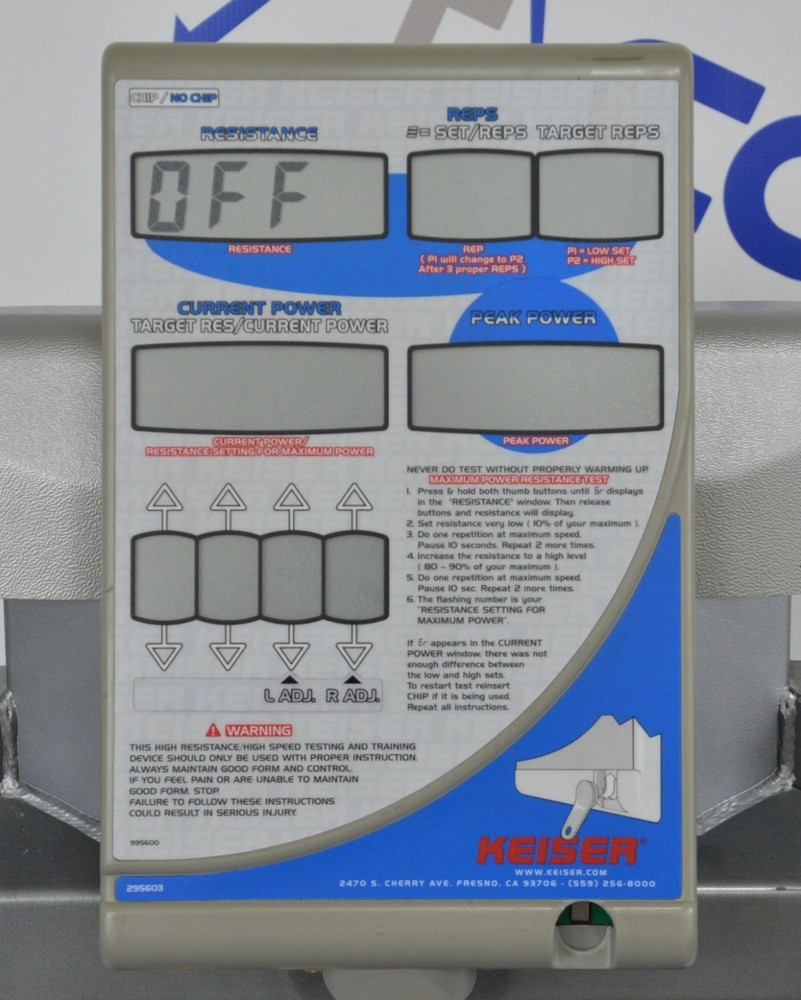 CHIP / NO CHIP
RESISTANCE
OFF
RESISTANCE
REPS
= SET/REPS TARGET REPS
REP
( P1 will change to P2
After 3 proper REPS )
P1 = LOW SET
P2 = HIGH SET
CURRENT POWER
TARGET RES/CURRENT POWER
CURRENT POWER/
RESISTANCE SETTING FOR MAXIMUM POWER
PEAK POWER
PEAK POWER
L ADJ. R ADJ.
NEVER DO TEST WITHOUT PROPERLY WARMING UP
MAXIMUM POWER RESISTANCE TEST
1. Press & hold both thumb buttons until Er displays
in the "RESISTANCE" window. Then release
buttons and resistance will display.
2. Set resistance very low ( 10% of your maximum ).
3. Do one repetition at maximum speed.
Pause 10 seconds. Repeat 2 more times.
4. Increase the resistance to a high level
( 80 - 90% of your maximum ).
5. Do one repetition at maximum speed.
Pause 10 sec. Repeat 2 more times.
6. The flashing number is your
"RESISTANCE SETTING FOR
MAXIMUM POWER".
If Er appears in the CURRENT
POWER window, there was not
enough difference between
the low and high sets.
To restart test reinsert
CHIP if it is being used.
Repeat all instructions.
WARNING
THIS HIGH RESISTANCE/HIGH SPEED TESTING AND TRAINING
DEVICE SHOULD ONLY BE USED WITH PROPER INSTRUCTION.
ALWAYS MAINTAIN GOOD FORM AND CONTROL.
IF YOU FEEL PAIN OR ARE UNABLE TO MAINTAIN
GOOD FORM, STOP.
FAILURE TO FOLLOW THESE INSTRUCTIONS
COULD RESULT IN SERIOUS INJURY.
995600
295603
KEISER®
WWW.KEISER.COM
2470 S. CHERRY AVE. FRESNO, CA 93706 - (559) 256-8000